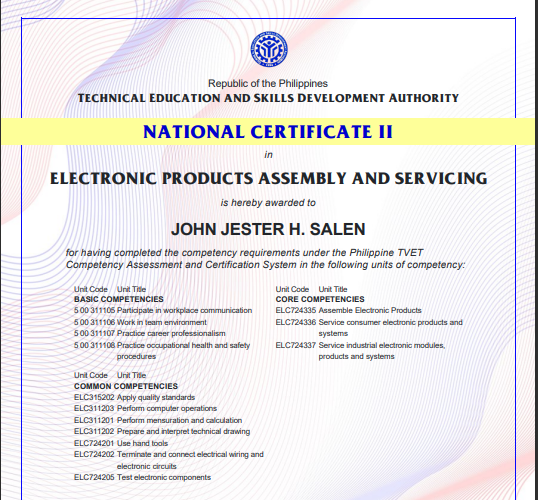 Republic of the Philippines
TECHNICAL EDUCATION AND SKILLS DEVELOPMENT AUTHORITY
NATIONAL CERTIFICATE II
in
ELECTRONIC PRODUCTS ASSEMBLY AND SERVICING
is hereby awarded to
JOHN JESTER H. SALEN
for having completed the competency requirements under the Philippine TVET
Competency Assessment and Certification System in the following units of competency:
Unit Code Unit Title
BASIC COMPETENCIES
5 00 311105 Participate in workplace communication
5 00 311106 Work in team environment
5 00 311107 Practice career professionalism
5 00 311108 Practice occupational health and safety
procedures
Unit Code Unit Title
COMMON COMPETENCIES
ELC315202 Apply quality standards
ELC311203 Perform computer operations
ELC311201 Perform mensuration and calculation
ELC311202 Prepare and interpret technical drawing
ELC724201 Use hand tools
ELC724202 Terminate and connect electrical wiring and
electronic circuits
ELC724205 Test electronic components
Unit Code Unit Title
CORE COMPETENCIES
ELC724335 Assemble Electronic Products
ELC724336 Service consumer electronic products and
systems
ELC724337 Service industrial electronic modules,
products and systems